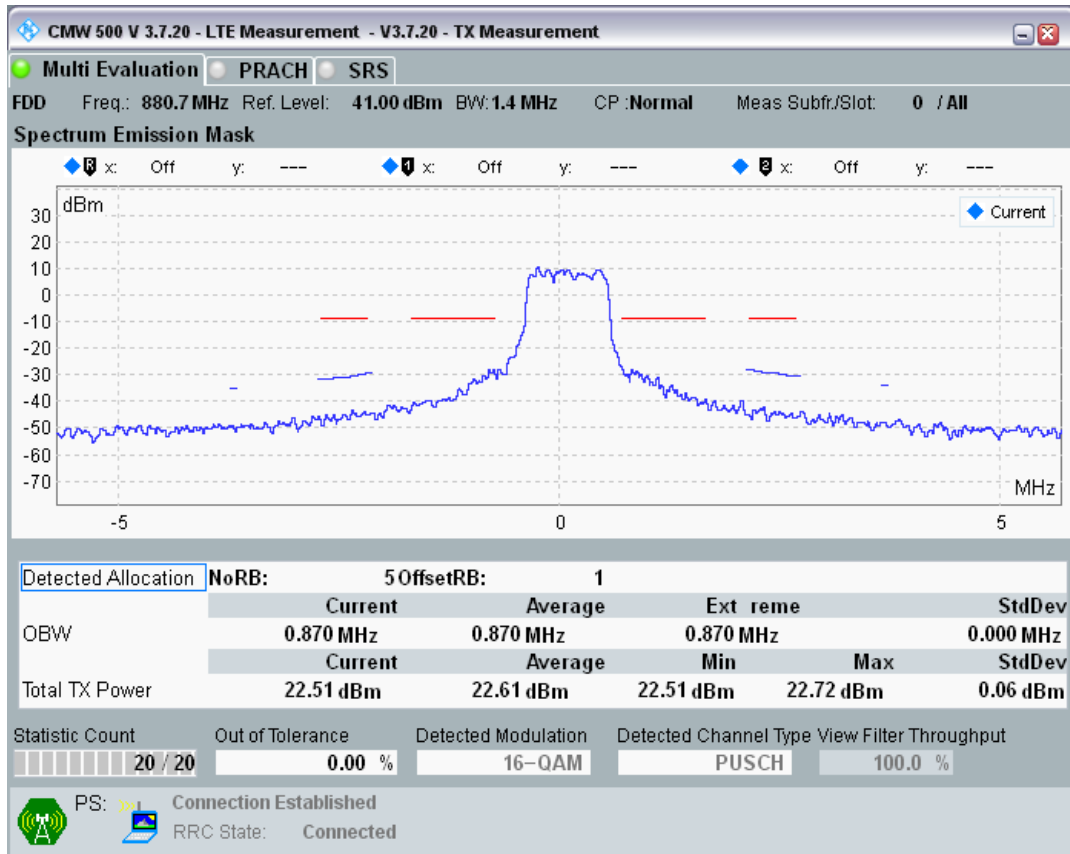 CMW 500 V 3.7.20 - LTE Measurement - V3.7.20 - TX Measurement
Multi Evaluation PRACH SRS
FDD Freq.: 880.7 MHz Ref. Level: 41.00 dBm BW: 1.4 MHz CP :Normal Meas Subfr./Slot: 0 / All
Spectrum Emission Mask
R x: Off y: --- 1 x: Off y: --- 2 x: Off y: ---
dBm
Current
30
20
10
0
-10
-20
-30
-40
-50
-60
-70
MHz
-5 0 5
Detected Allocation NoRB: 5 OffsetRB: 1
Current Average Ext reme StdDev
OBW 0.870 MHz 0.870 MHz 0.870 MHz 0.000 MHz
Current Average Min Max StdDev
Total TX Power 22.51 dBm 22.61 dBm 22.51 dBm 22.72 dBm 0.06 dBm
Statistic Count Out of Tolerance Detected Modulation Detected Channel Type View Filter Throughput
20 / 20 0.00 % 16-QAM PUSCH 100.0 %
PS: Connection Established
RRC State: Connected